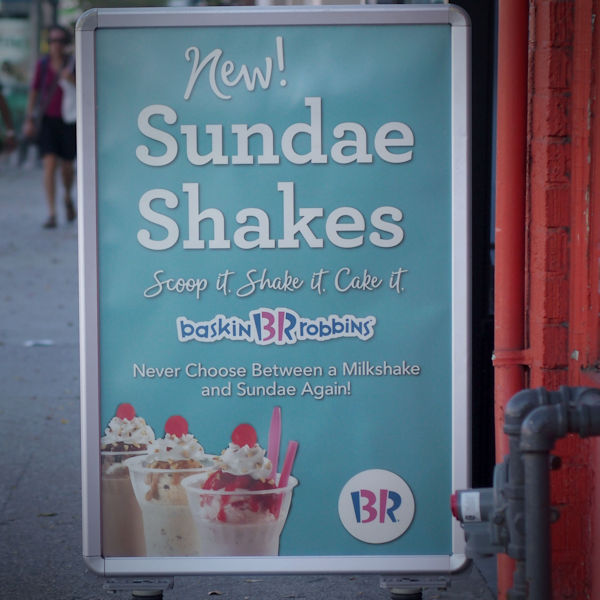 New!
Sundae
Shakes
Scoop it. Shake it. Cake it.
baskin BR robbins
Never Choose Between a Milkshake
and Sundae Again!
BR